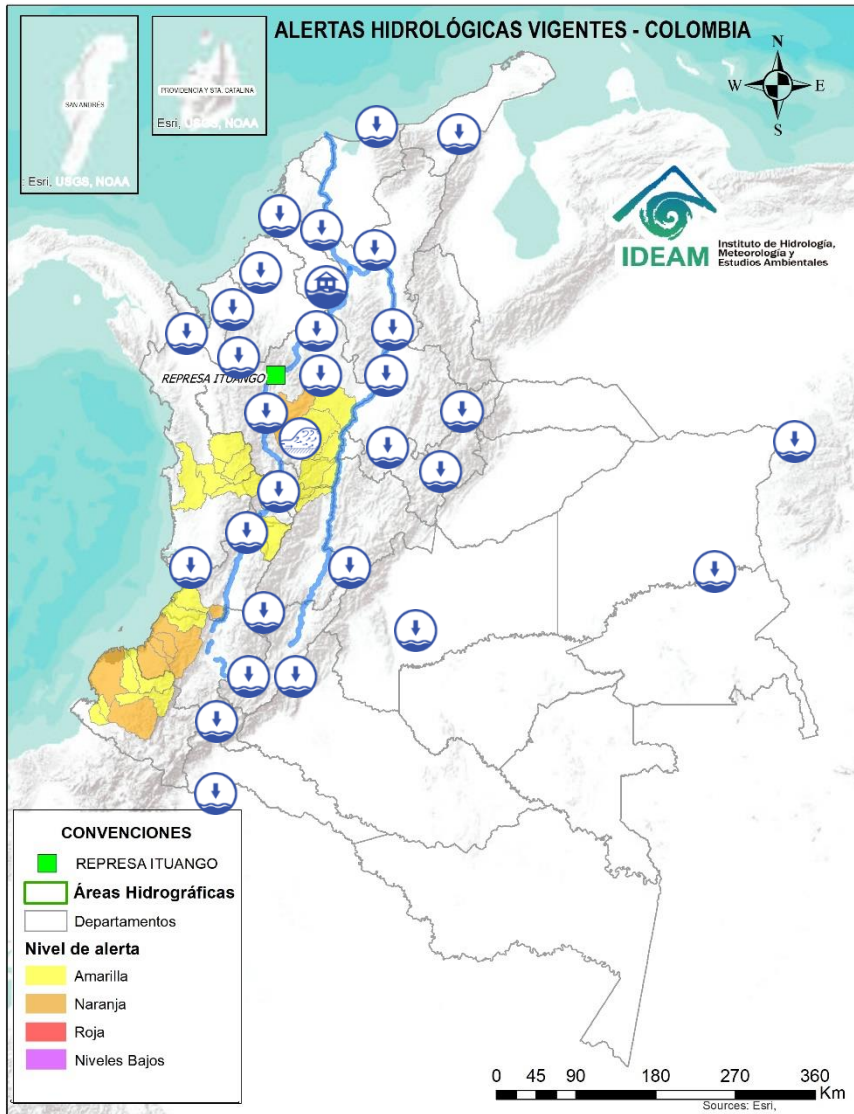 ALERTAS HIDROLÓGICAS VIGENTES - COLOMBIA
SAN ANDRÉS
Esri, USGS, NOAA
PROVIDENCIA Y STA. CATALINA
Esri, USGS, NOAA
N
W
E
S
IDEAM
Instituto de Hidrología,
Meteorología y
Estudios Ambientales
REPRESA ITUANGO
CONVENCIONES
REPRESA ITUANGO
Áreas Hidrográficas
Departamentos
Nivel de alerta
Amarilla
Naranja
Roja
Niveles Bajos
0 45 90 180 270 360
Km
Sources: Esri,